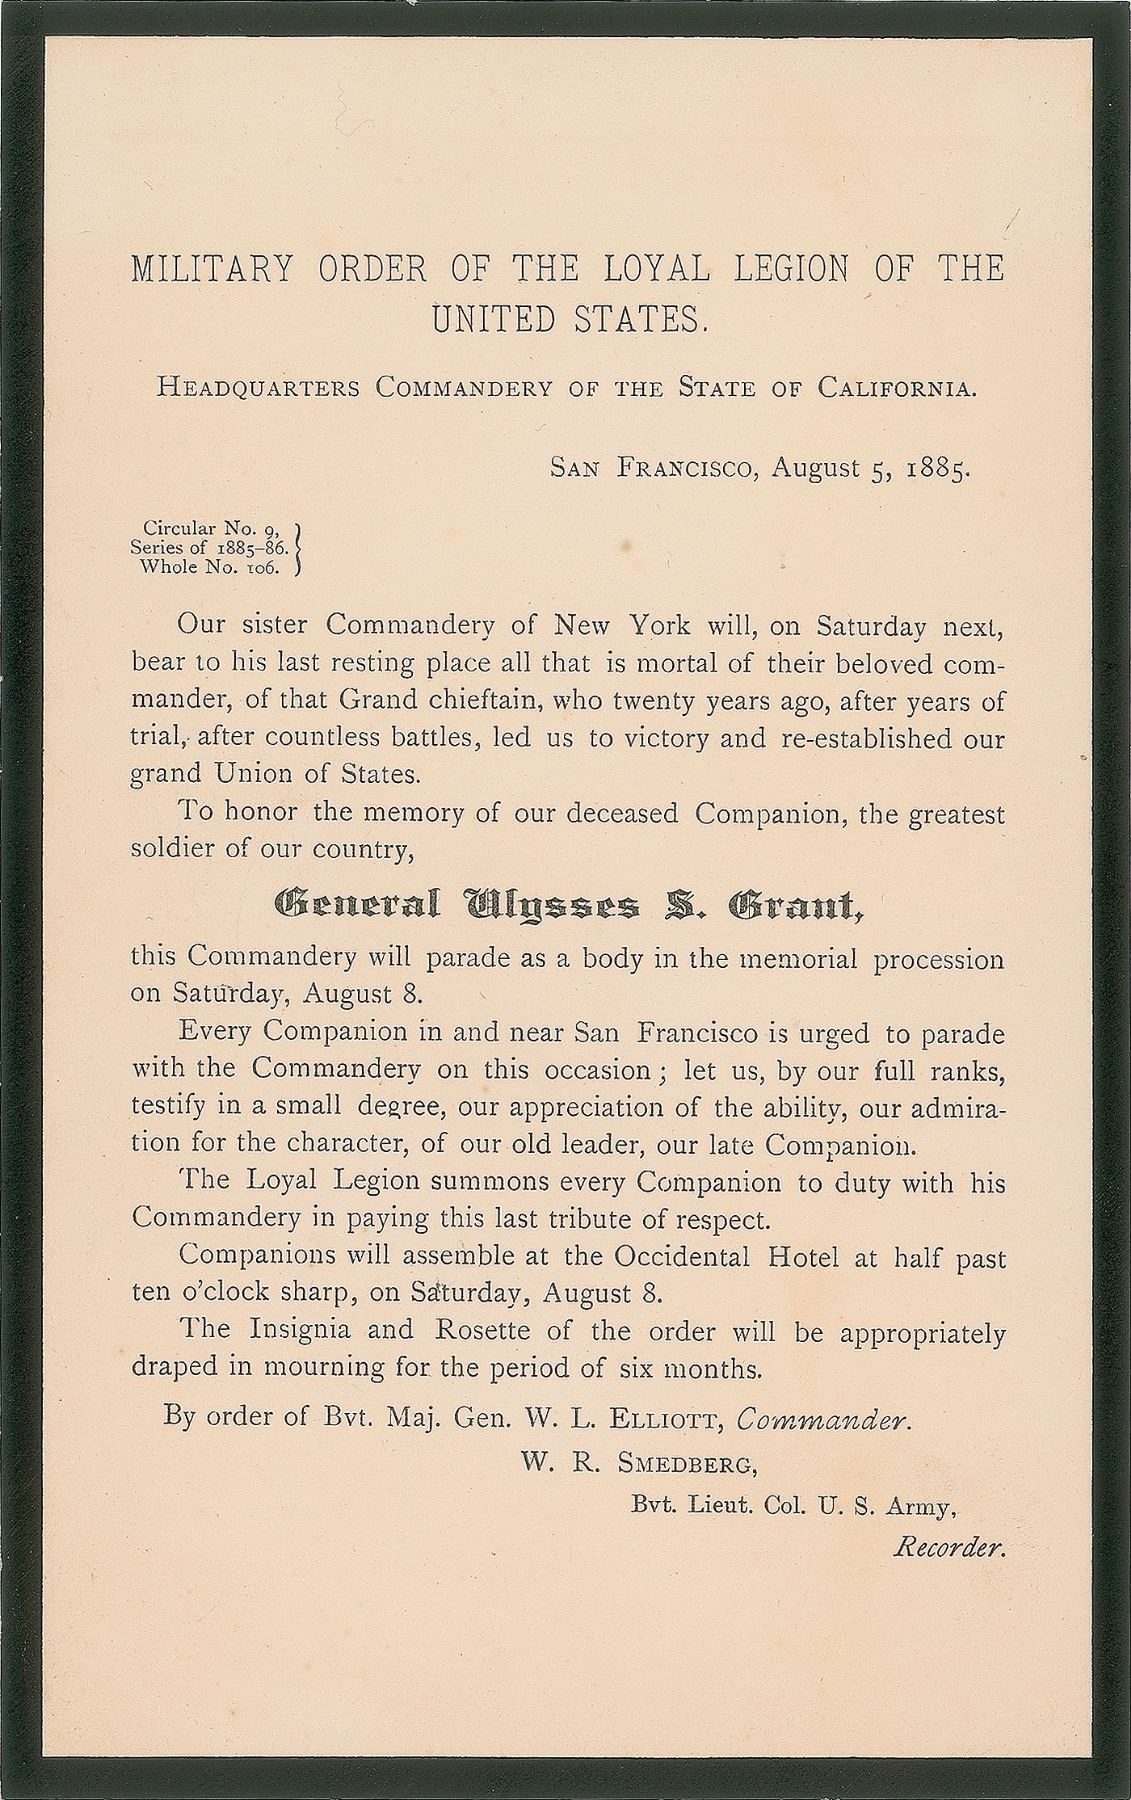 MILITARY ORDER OF THE LOYAL LEGION OF THE
UNITED STATES.
HEADQUARTERS COMMANDERY OF THE STATE OF CALIFORNIA.
SAN FRANCISCO, August 5, 1885.
Circular No. 9,
Series of 1885–86.
Whole No. 106.
Our sister Commandery of New York will, on Saturday next,
bear to his last resting place all that is mortal of their beloved com-
mander, of that Grand chieftain, who twenty years ago, after years of
trial, after countless battles, led us to victory and re-established our
grand Union of States.
To honor the memory of our deceased Companion, the greatest
soldier of our country,
General Ulysses S. Grant,
this Commandery will parade as a body in the memorial procession
on Saturday, August 8.
Every Companion in and near San Francisco is urged to parade
with the Commandery on this occasion; let us, by our full ranks,
testify in a small degree, our appreciation of the ability, our admira-
tion for the character, of our old leader, our late Companion.
The Loyal Legion summons every Companion to duty with his
Commandery in paying this last tribute of respect.
Companions will assemble at the Occidental Hotel at half past
ten o'clock sharp, on Saturday, August 8.
The Insignia and Rosette of the order will be appropriately
draped in mourning for the period of six months.
By order of Bvt. Maj. Gen. W. L. ELLIOTT, Commander.
W. R. SMEDBERG,
Bvt. Lieut. Col. U. S. Army,
Recorder.